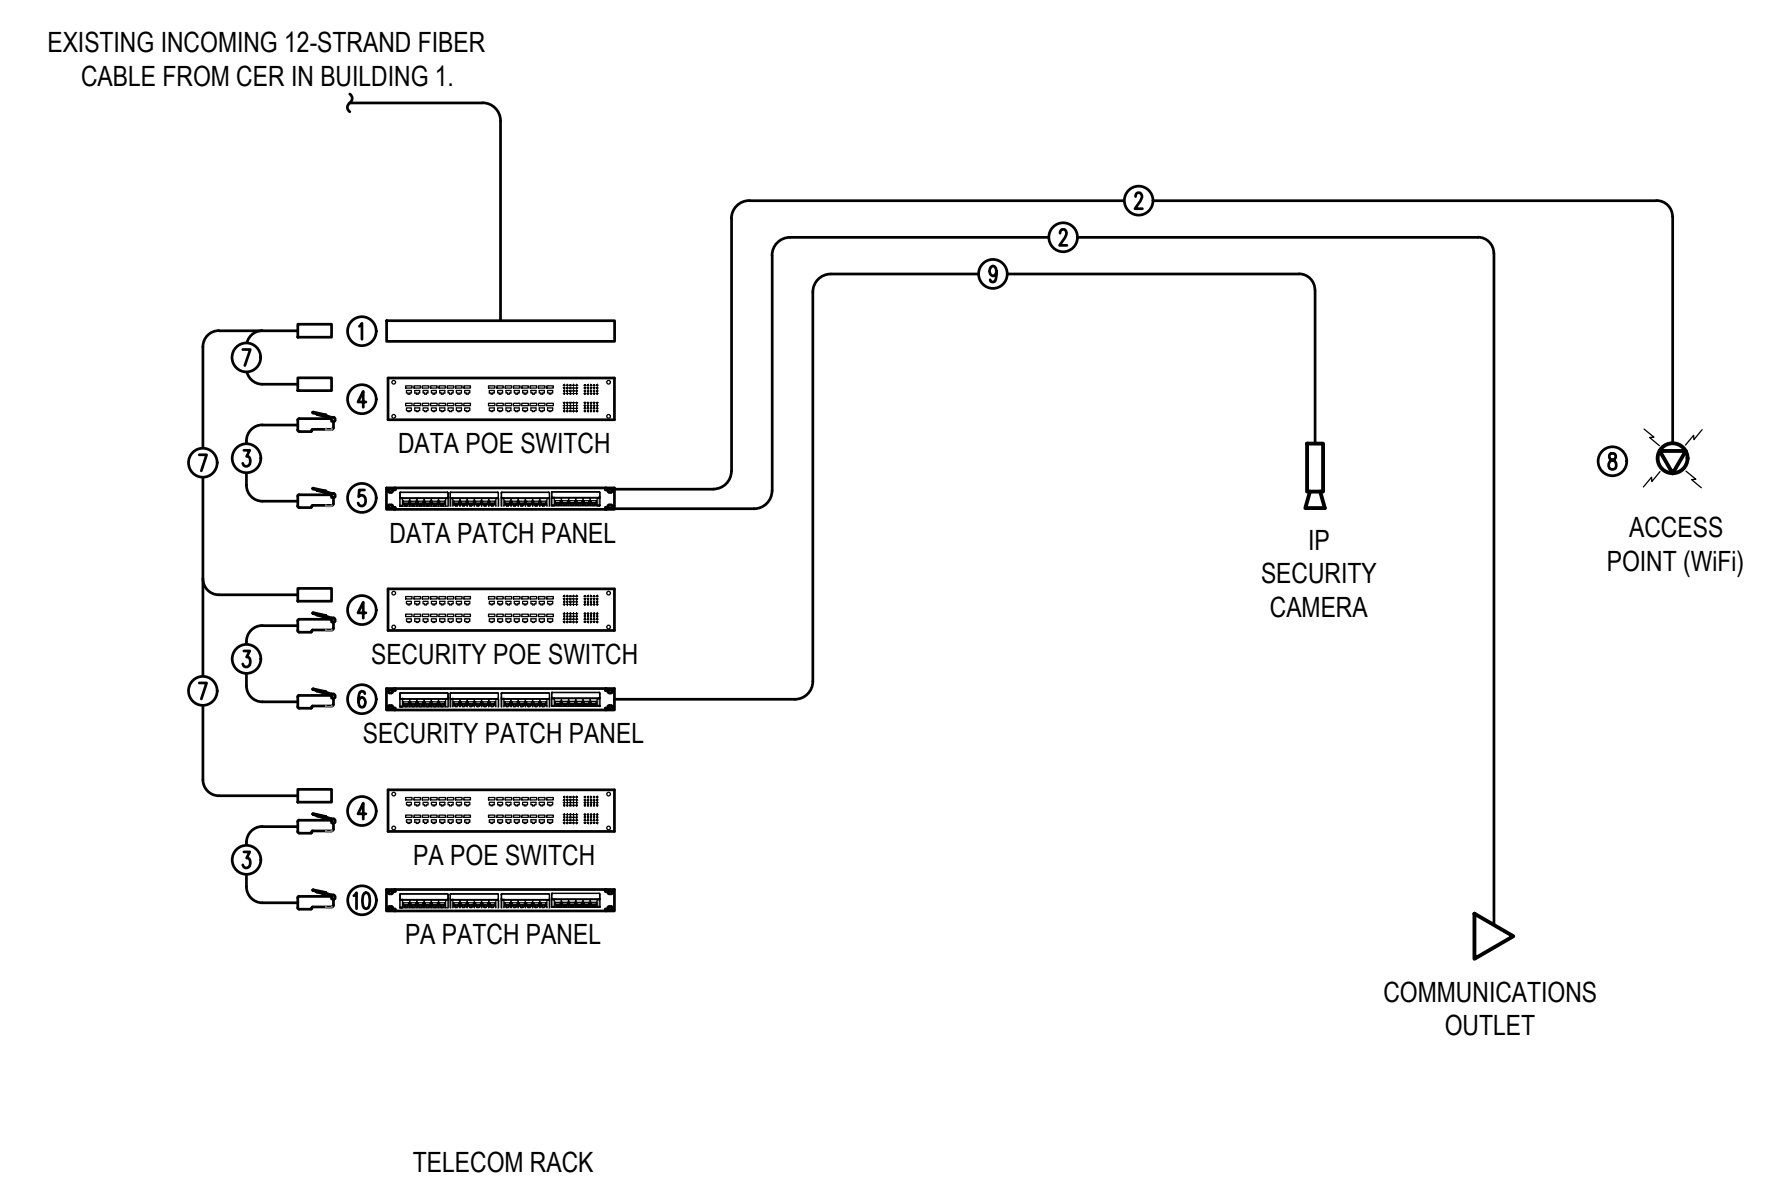 EXISTING INCOMING 12-STRAND FIBER
CABLE FROM CER IN BUILDING 1.
2
2
9
1
7
4
DATA POE SWITCH
7
3
5
DATA PATCH PANEL
8
ACCESS
POINT (WiFi)
IP
SECURITY
CAMERA
4
SECURITY POE SWITCH
3
7
6
SECURITY PATCH PANEL
4
PA POE SWITCH
3
10
PA PATCH PANEL
COMMUNICATIONS
OUTLET
TELECOM RACK